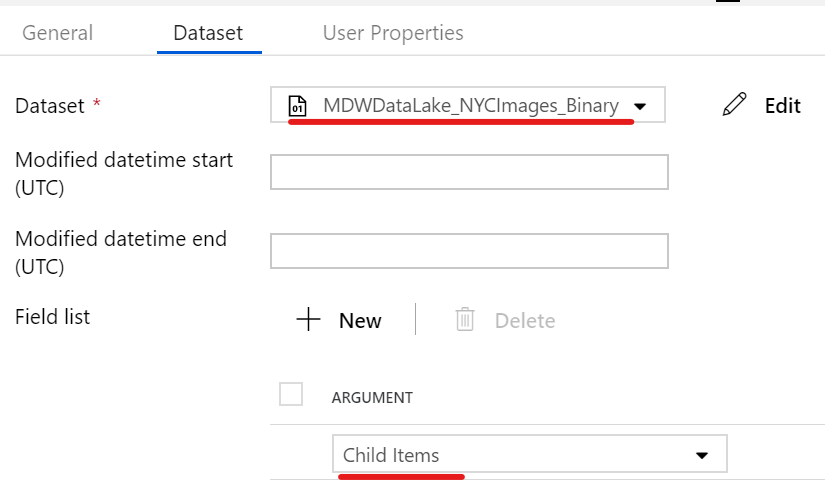 General Dataset User Properties
Dataset * 01 MDWDataLake_NYCImages_Binary Edit
Modified datetime start
(UTC)
Modified datetime end
(UTC)
Field list New Delete
ARGUMENT
Child Items